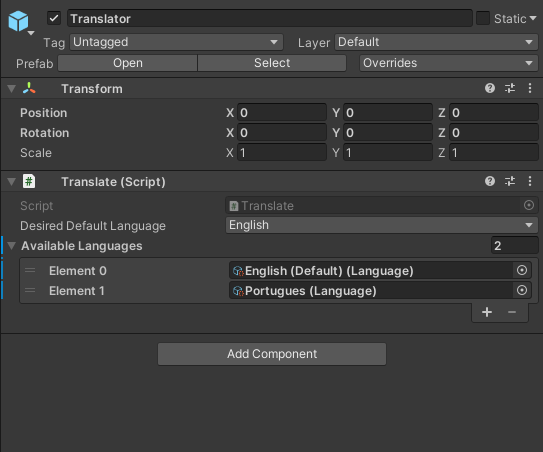 Translator Static
Tag Untagged Layer Default
Prefab Open Select Overrides
Transform
Position X 0 Y 0 Z 0
Rotation X 0 Y 0 Z 0
Scale X 1 Y 1 Z 1
# Translate (Script)
Script # Translate
Desired Default Language English
Available Languages 2
Element 0 English (Default) (Language)
Element 1 Portugues (Language)
+ −
Add Component